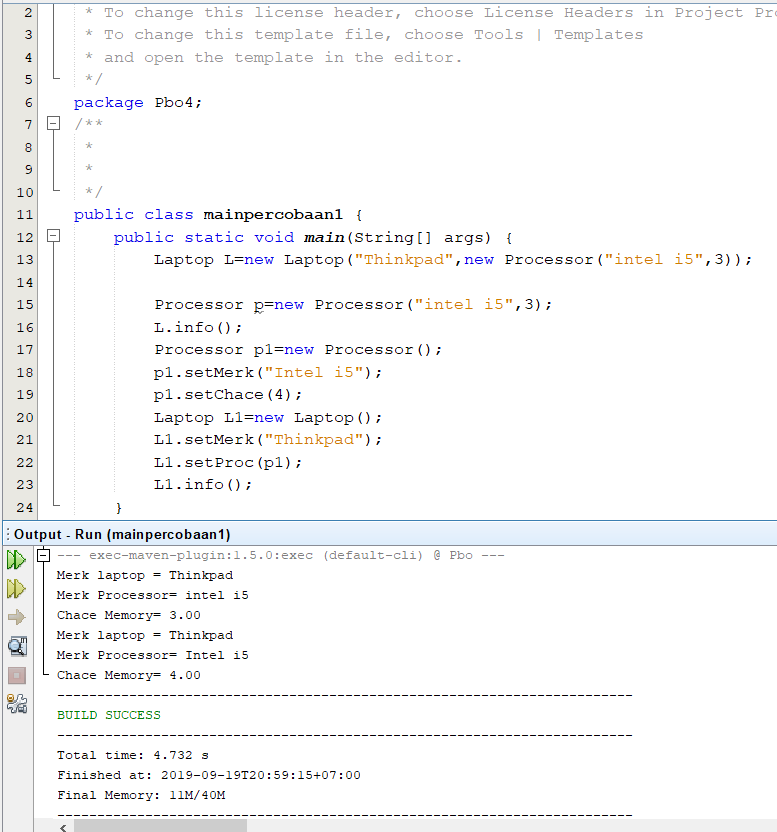 2 * To change this license header, choose License Headers in Project Pro
3 * To change this template file, choose Tools | Templates
4 * and open the template in the editor.
5 */
6 package Pbo4;
7 /**
8 *
9 *
10 */
11 public class mainpercobaan1 {
12 public static void main(String[] args) {
13 Laptop L=new Laptop("Thinkpad",new Processor("intel i5",3));
14
15 Processor p=new Processor("intel i5",3);
16 L.info();
17 Processor p1=new Processor();
18 p1.setMerk("Intel i5");
19 p1.setChace(4);
20 Laptop L1=new Laptop();
21 L1.setMerk("Thinkpad");
22 L1.setProc(p1);
23 L1.info();
24 }
Output - Run (mainpercobaan1)
--- exec-maven-plugin:1.5.0:exec (default-cli) @ Pbo ---
Merk laptop = Thinkpad
Merk Processor= intel i5
Chace Memory= 3.00
Merk laptop = Thinkpad
Merk Processor= Intel i5
Chace Memory= 4.00
------------------------------------------------------------------------
BUILD SUCCESS
------------------------------------------------------------------------
Total time: 4.732 s
Finished at: 2019-09-19T20:59:15+07:00
Final Memory: 11M/40M
------------------------------------------------------------------------